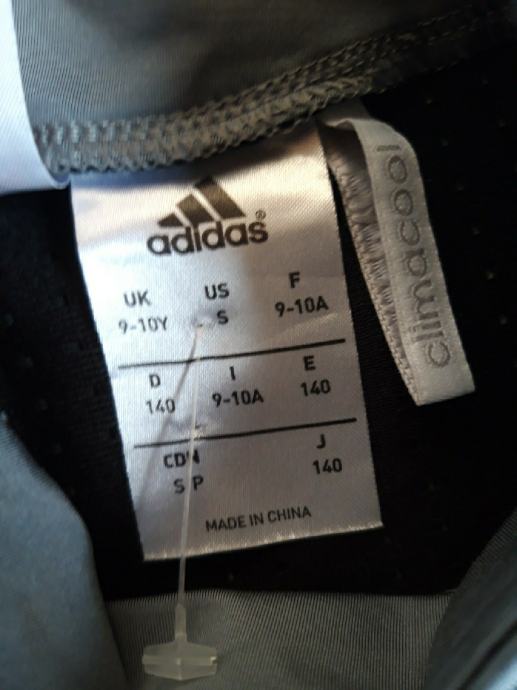 adidas®
UK US F
9-10Y S 9-10A
D I E
140 9-10A 140
CDN J
S P 140
MADE IN CHINA
climacool